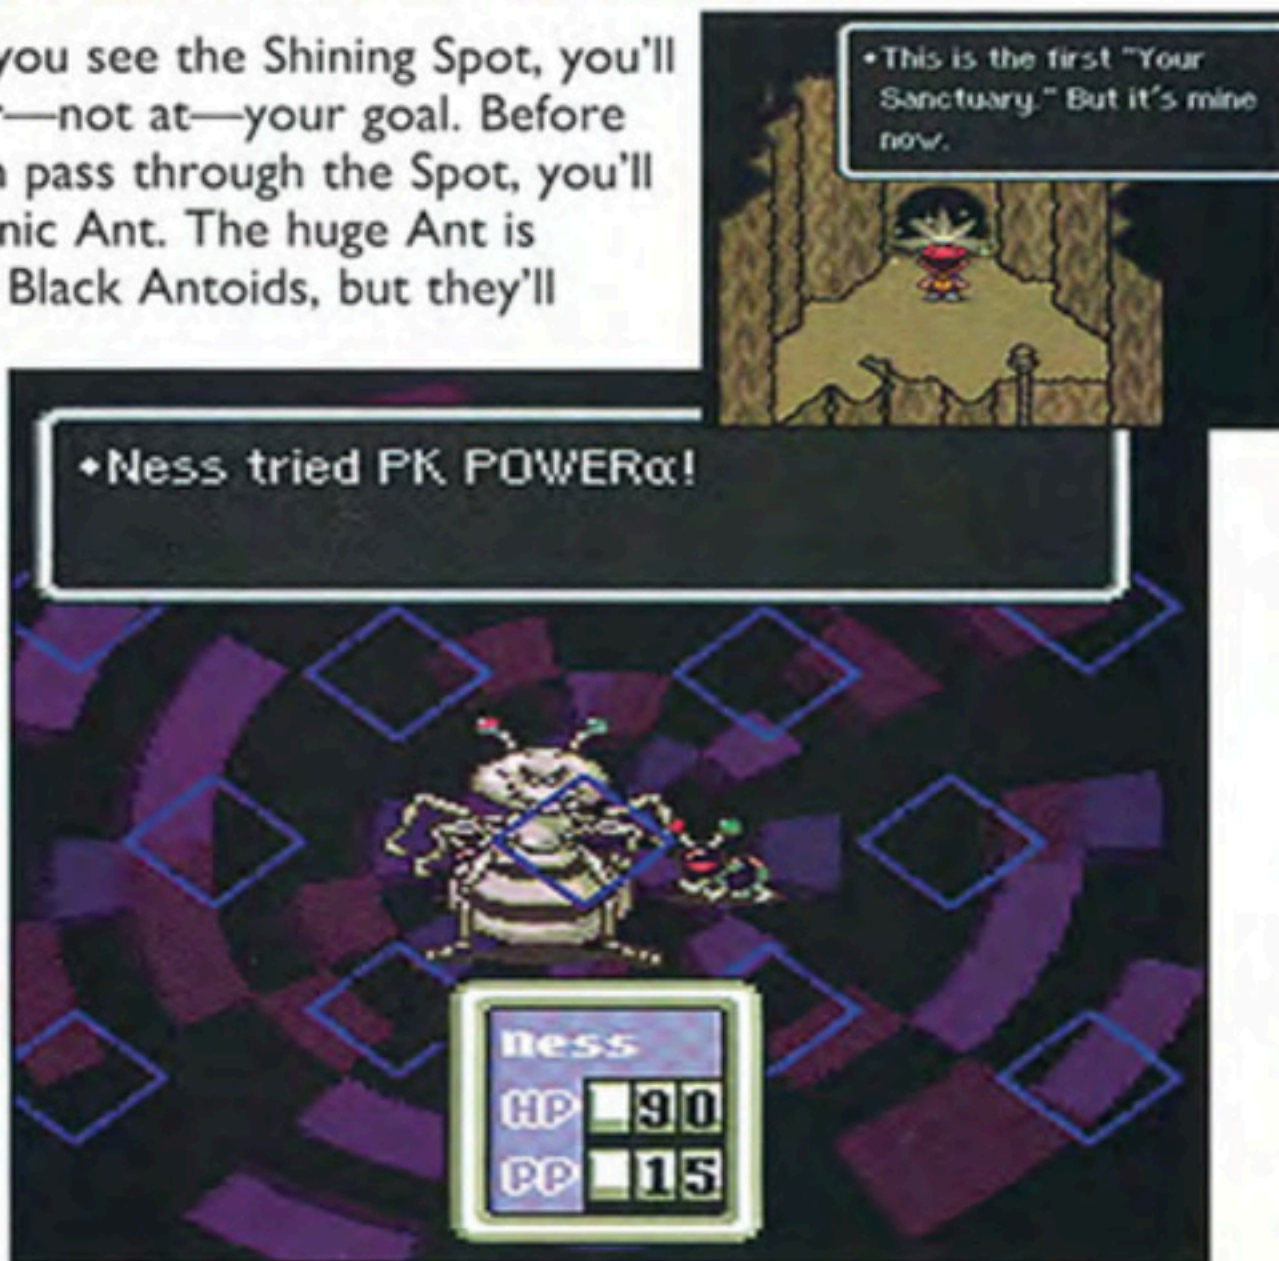 you see the Shining Spot, you'll
—not at—your goal. Before
pass through the Spot, you'll
nic Ant. The huge Ant is
Black Antoids, but they'll
•This is the first "Your
Sanctuary." But it's mine
now.
◆Ness tried PK POWERα!
Ness
HP 90
PP 15